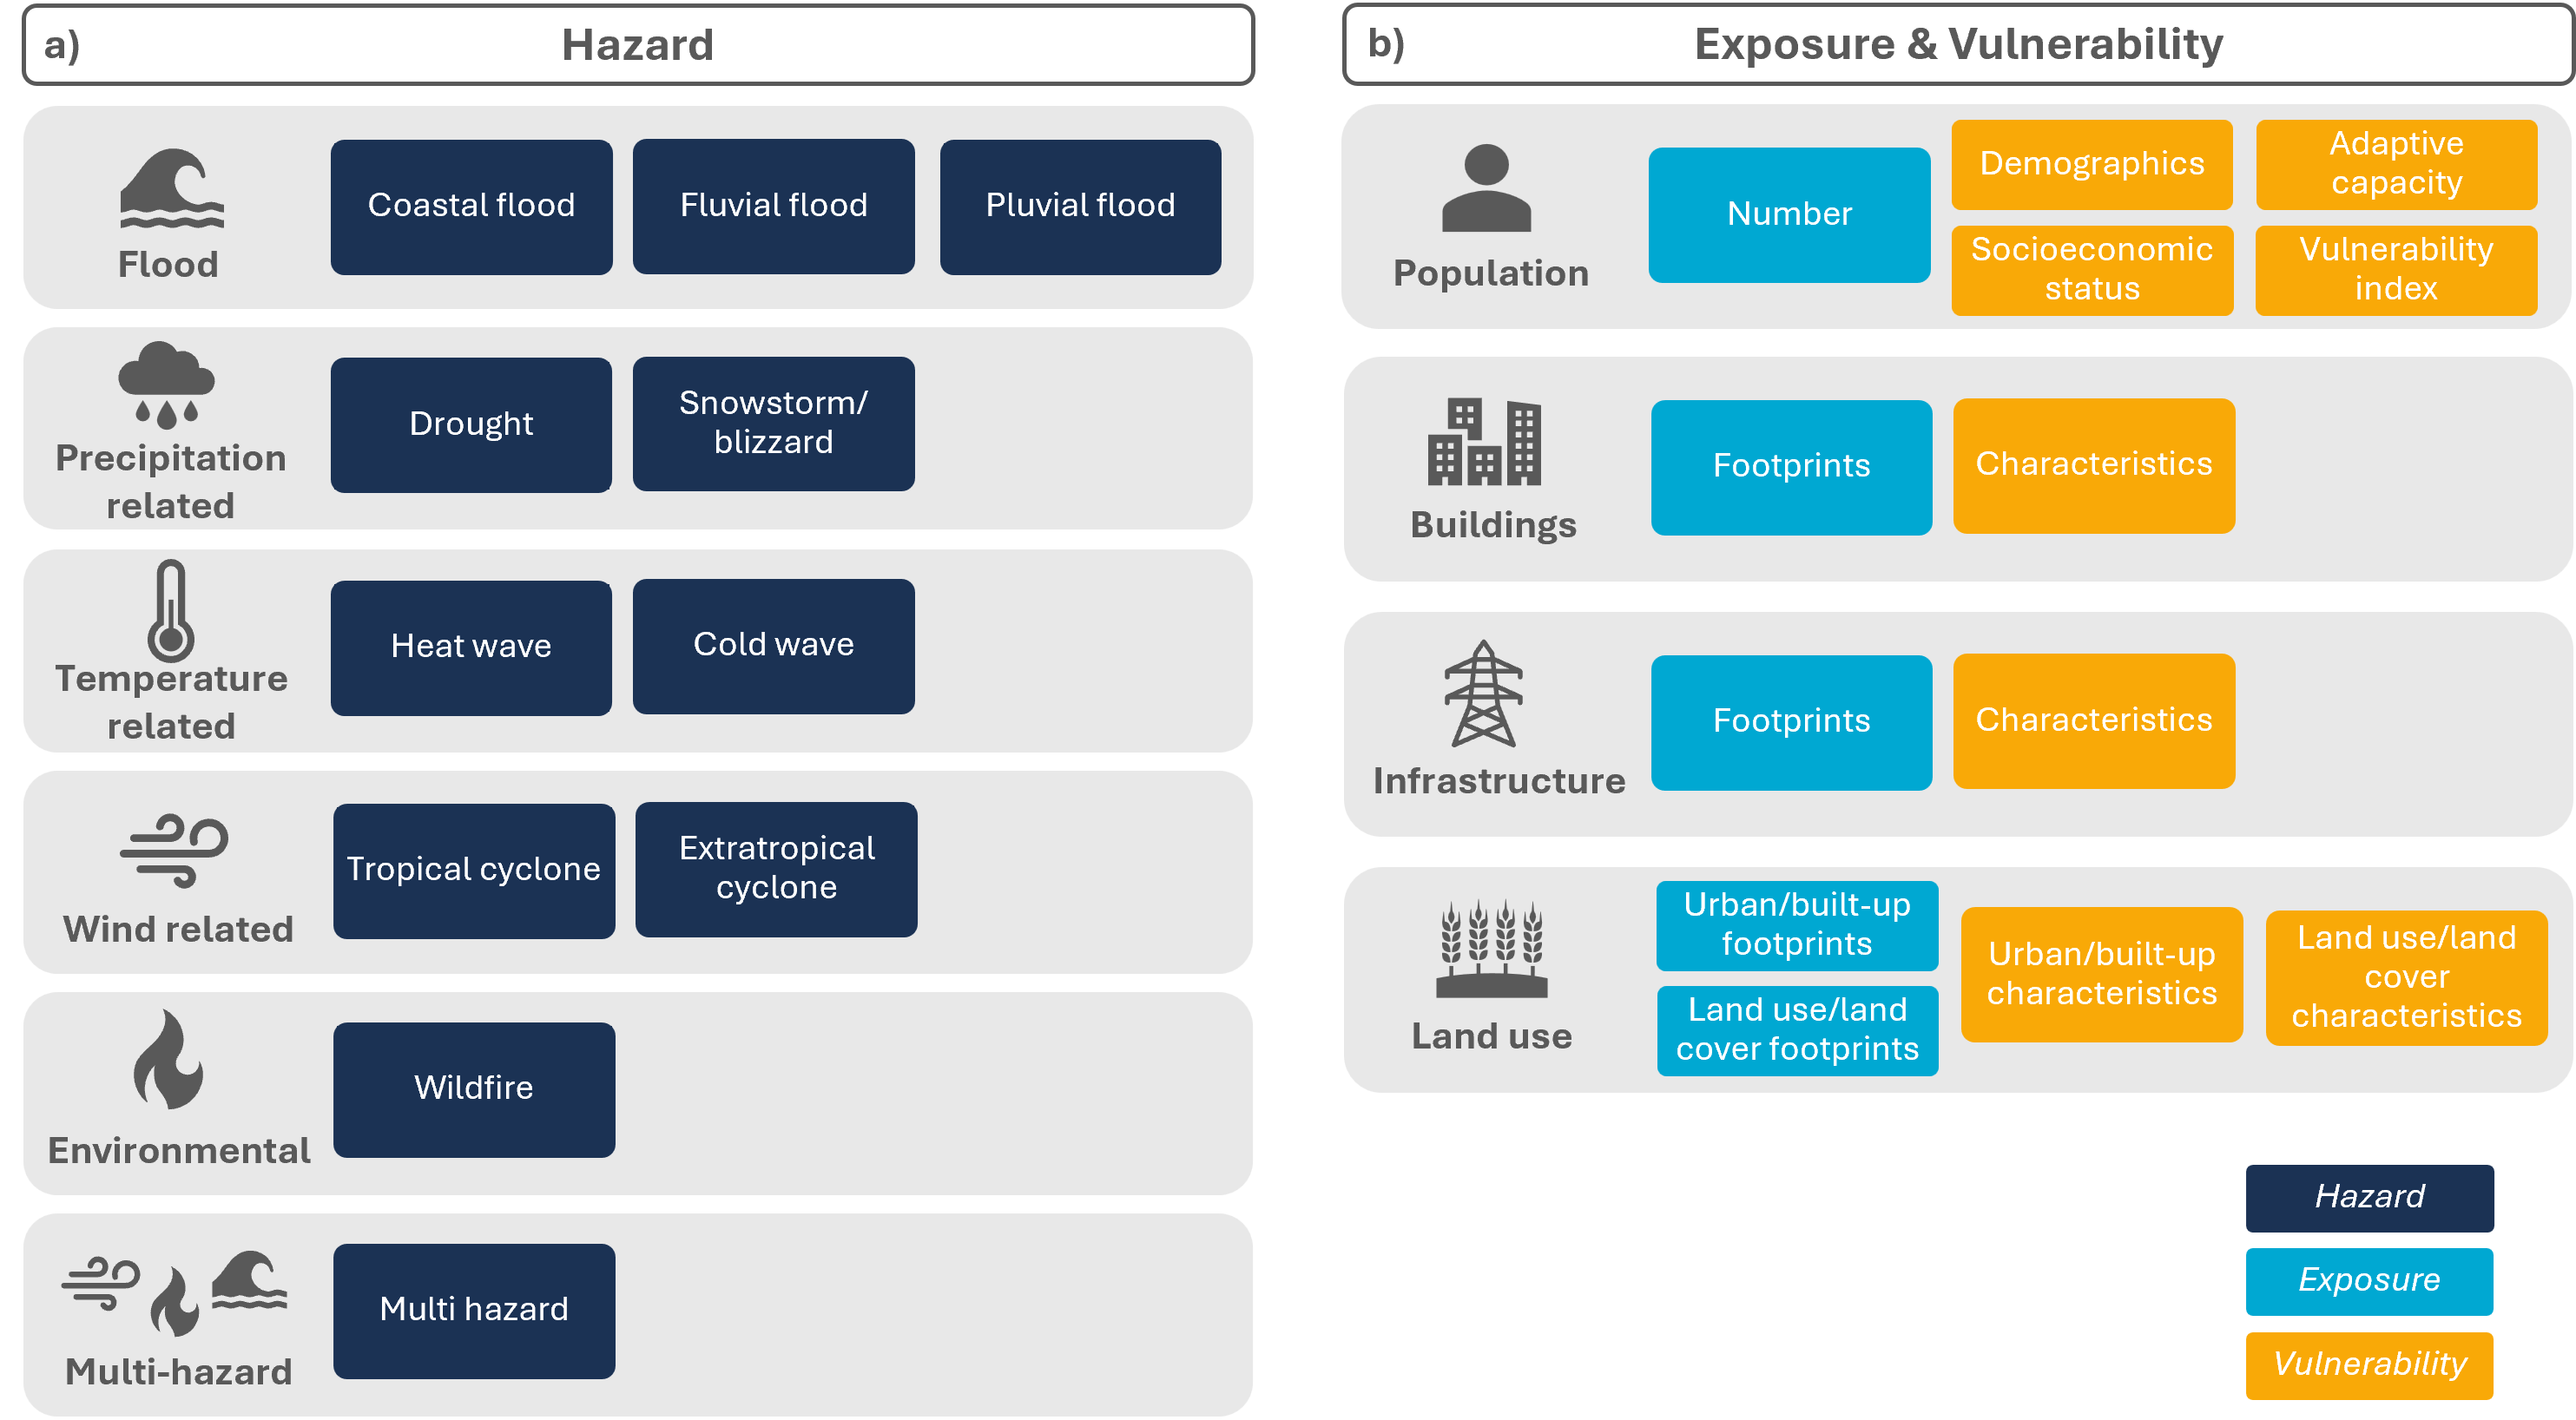 a)
Hazard
Flood
Coastal flood
Fluvial flood
Pluvial flood
Precipitation
related
Drought
Snowstorm/
blizzard
Temperature
related
Heat wave
Cold wave
Wind related
Tropical cyclone
Extratropical
cyclone
Environmental
Wildfire
Multi-hazard
Multi hazard
b)
Exposure & Vulnerability
Population
Number
Demographics
Adaptive
capacity
Socioeconomic
status
Vulnerability
index
Buildings
Footprints
Characteristics
Infrastructure
Footprints
Characteristics
Land use
Urban/built-up
footprints
Land use/land
cover footprints
Urban/built-up
characteristics
Land use/land
cover
characteristics
Hazard
Exposure
Vulnerability